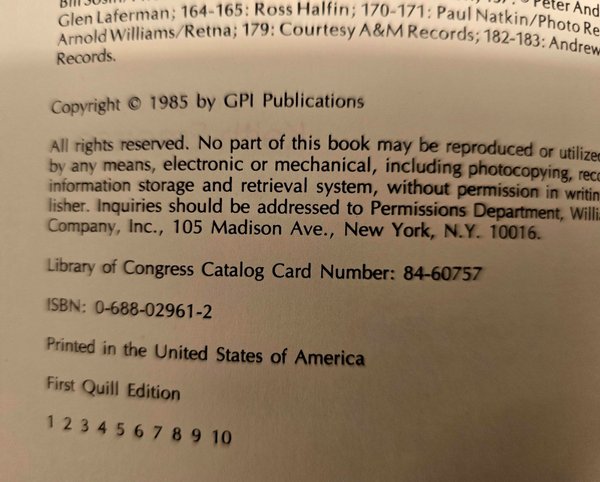 Glen Laferman; 164-165: Ross Halfin; 170-171: Paul Natkin/Photo Re
Arnold Williams/Retna; 179: Courtesy A&M Records; 182-183: Andrew
Records.
Copyright © 1985 by GPI Publications
All rights reserved. No part of this book may be reproduced or utilized
by any means, electronic or mechanical, including photocopying, reco
information storage and retrieval system, without permission in writin
lisher. Inquiries should be addressed to Permissions Department, Willia
Company, Inc., 105 Madison Ave., New York, N.Y. 10016.
Library of Congress Catalog Card Number: 84-60757
ISBN: 0-688-02961-2
Printed in the United States of America
First Quill Edition
1 2 3 4 5 6 7 8 9 10